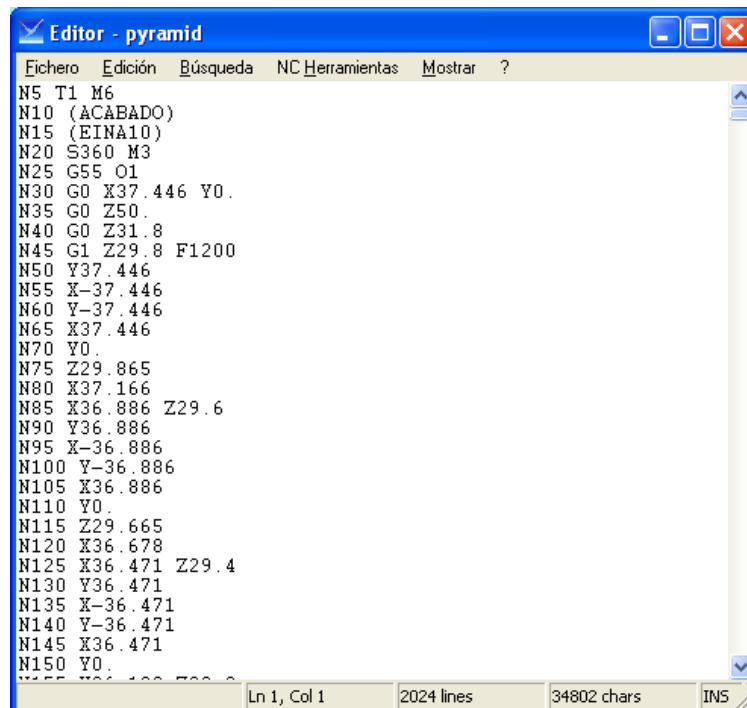 Editor - pyramid
Fichero Edición Búsqueda NC Herramientas Mostrar ?
N5 T1 M6
N10 (ACABADO)
N15 (EINA10)
N20 S360 M3
N25 G55 O1
N30 G0 X37.446 Y0.
N35 G0 Z50.
N40 G0 Z31.8
N45 G1 Z29.8 F1200
N50 Y37.446
N55 X-37.446
N60 Y-37.446
N65 X37.446
N70 Y0.
N75 Z29.865
N80 X37.166
N85 X36.886 Z29.6
N90 Y36.886
N95 X-36.886
N100 Y-36.886
N105 X36.886
N110 Y0.
N115 Z29.665
N120 X36.678
N125 X36.471 Z29.4
N130 Y36.471
N135 X-36.471
N140 Y-36.471
N145 X36.471
N150 Y0.
Ln 1, Col 1 2024 lines 34802 chars INS